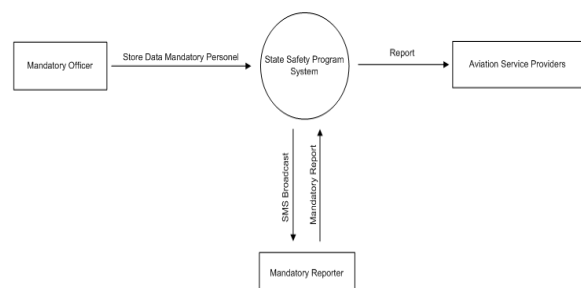 Mandatory Officer
Store Data Mandatory Personel
State Safety Program
System
Report
Aviation Service Providers
SMS Broadcast
Mandatory Report
Mandatory Reporter